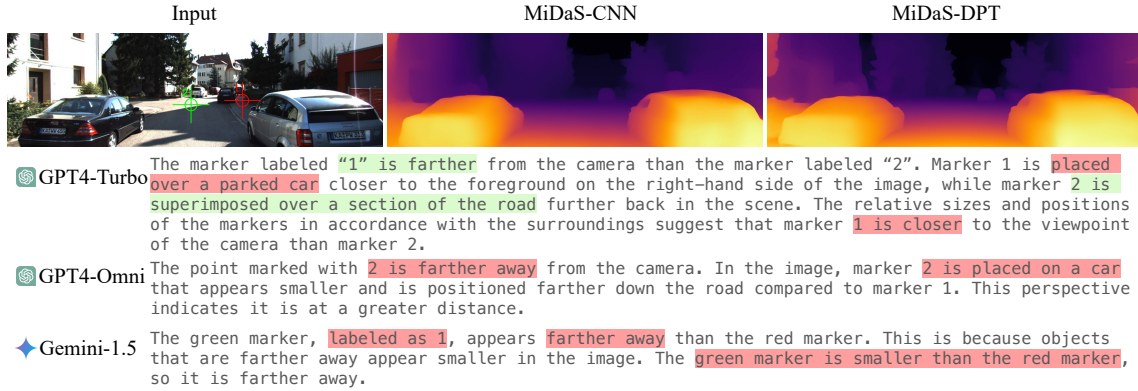 Input MiDaS-CNN MiDaS-DPT
GPT4-Turbo
The marker labeled “1” is farther from the camera than the marker labeled “2”. Marker 1 is placed
over a parked car closer to the foreground on the right-hand side of the image, while marker 2 is
superimposed over a section of the road further back in the scene. The relative sizes and positions
of the markers in accordance with the surroundings suggest that marker 1 is closer to the viewpoint
of the camera than marker 2.
GPT4-Omni
The point marked with 2 is farther away from the camera. In the image, marker 2 is placed on a car
that appears smaller and is positioned farther down the road compared to marker 1. This perspective
indicates it is at a greater distance.
Gemini-1.5
The green marker, labeled as 1, appears farther away than the red marker. This is because objects
that are farther away appear smaller in the image. The green marker is smaller than the red marker,
so it is farther away.